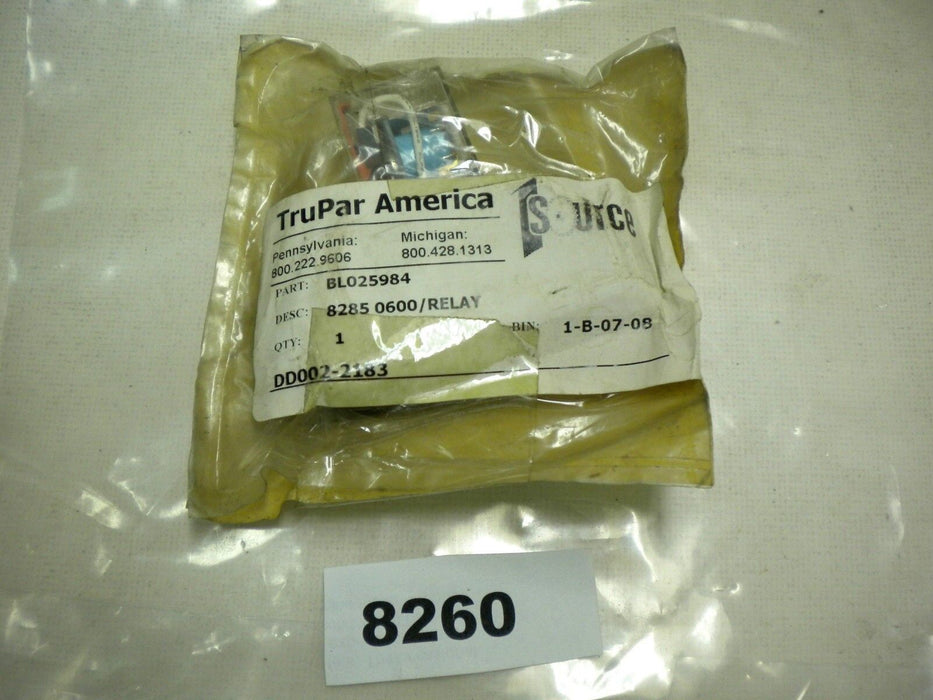 TruPar America
1Source
Pennsylvania: Michigan:
800.222.9606 800.428.1313
PART: BL025984
DESC: 8285 0600/RELAY
QTY: 1 BIN: 1-B-07-08
DD002-2183
8260